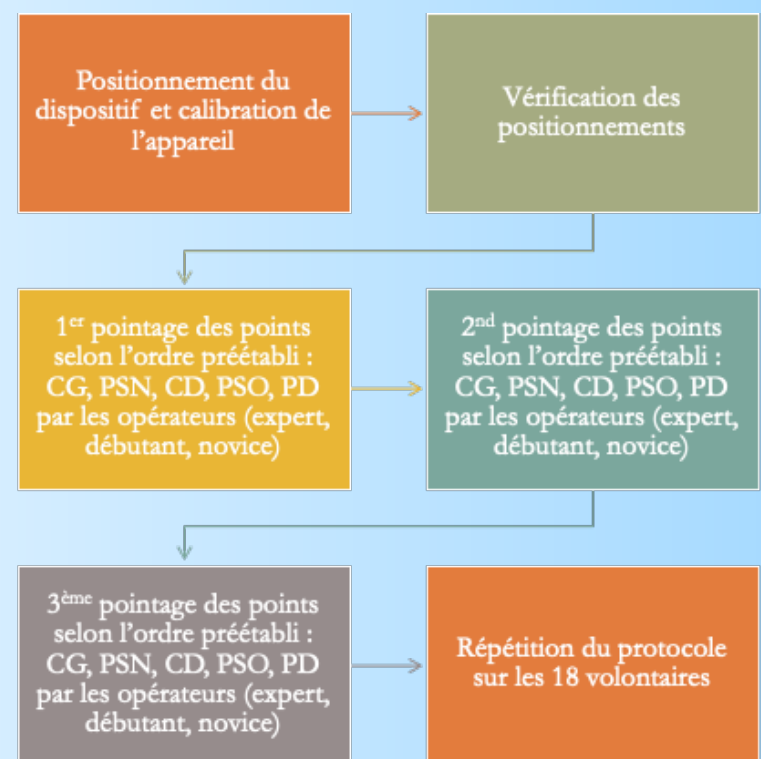 Positionnement du
dispositif et calibration de
l'appareil
Vérification des
positionnements
1er pointage des points
selon l'ordre préétabli :
CG, PSN, CD, PSO, PD
par les opérateurs (expert,
débutant, novice)
2nd pointage des points
selon l'ordre préétabli :
CG, PSN, CD, PSO, PD
par les opérateurs (expert,
débutant, novice)
3ème pointage des points
selon l'ordre préétabli :
CG, PSN, CD, PSO, PD
par les opérateurs (expert,
débutant, novice)
Répétition du protocole
sur les 18 volontaires